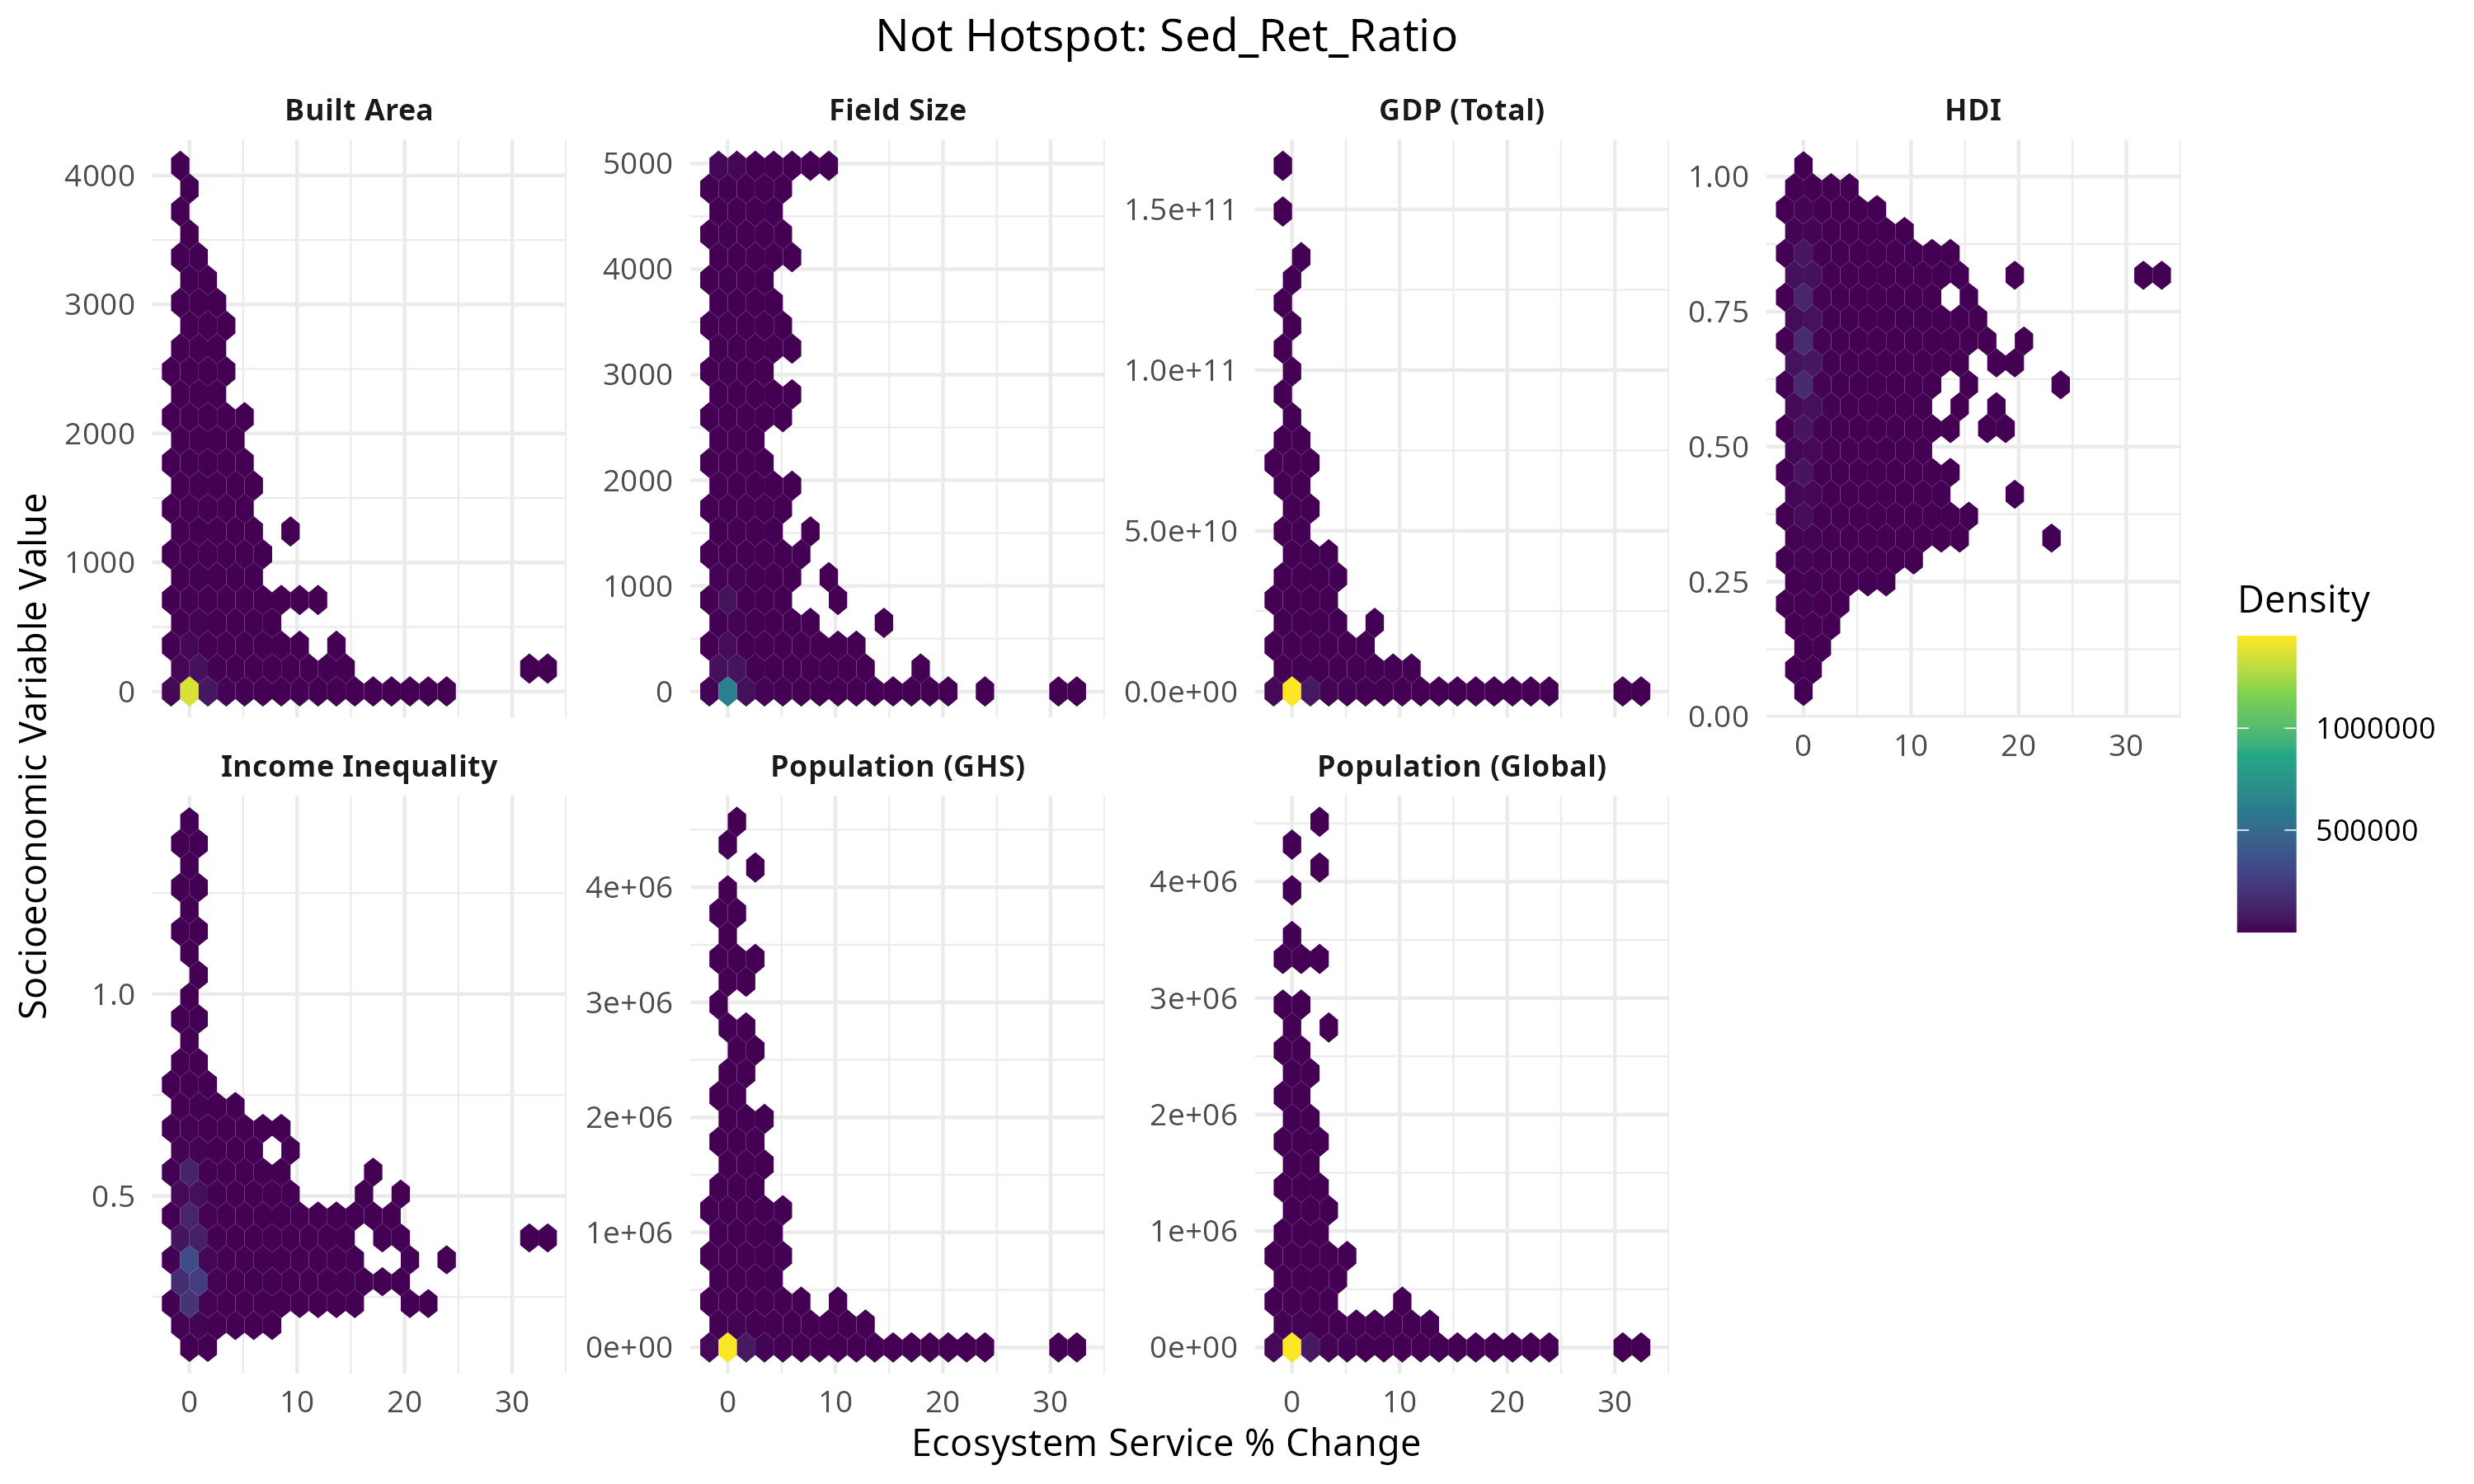 Not Hotspot: Sed_Ret_Ratio
Built Area
Field Size
GDP (Total)
HDI
4000
3000
2000
1000
0
5000
4000
3000
2000
1000
0
1.5e+11
1.0e+11
5.0e+10
0.0e+00
1.00
0.75
0.50
0.25
0.00
0 10 20 30
Income Inequality
Population (GHS)
Population (Global)
1.0
0.5
4e+06
3e+06
2e+06
1e+06
0e+00
4e+06
3e+06
2e+06
1e+06
0e+00
0 10 20 30
0 10 20 30
0 10 20 30
Ecosystem Service % Change
Socioeconomic Variable Value
Density
1000000
500000